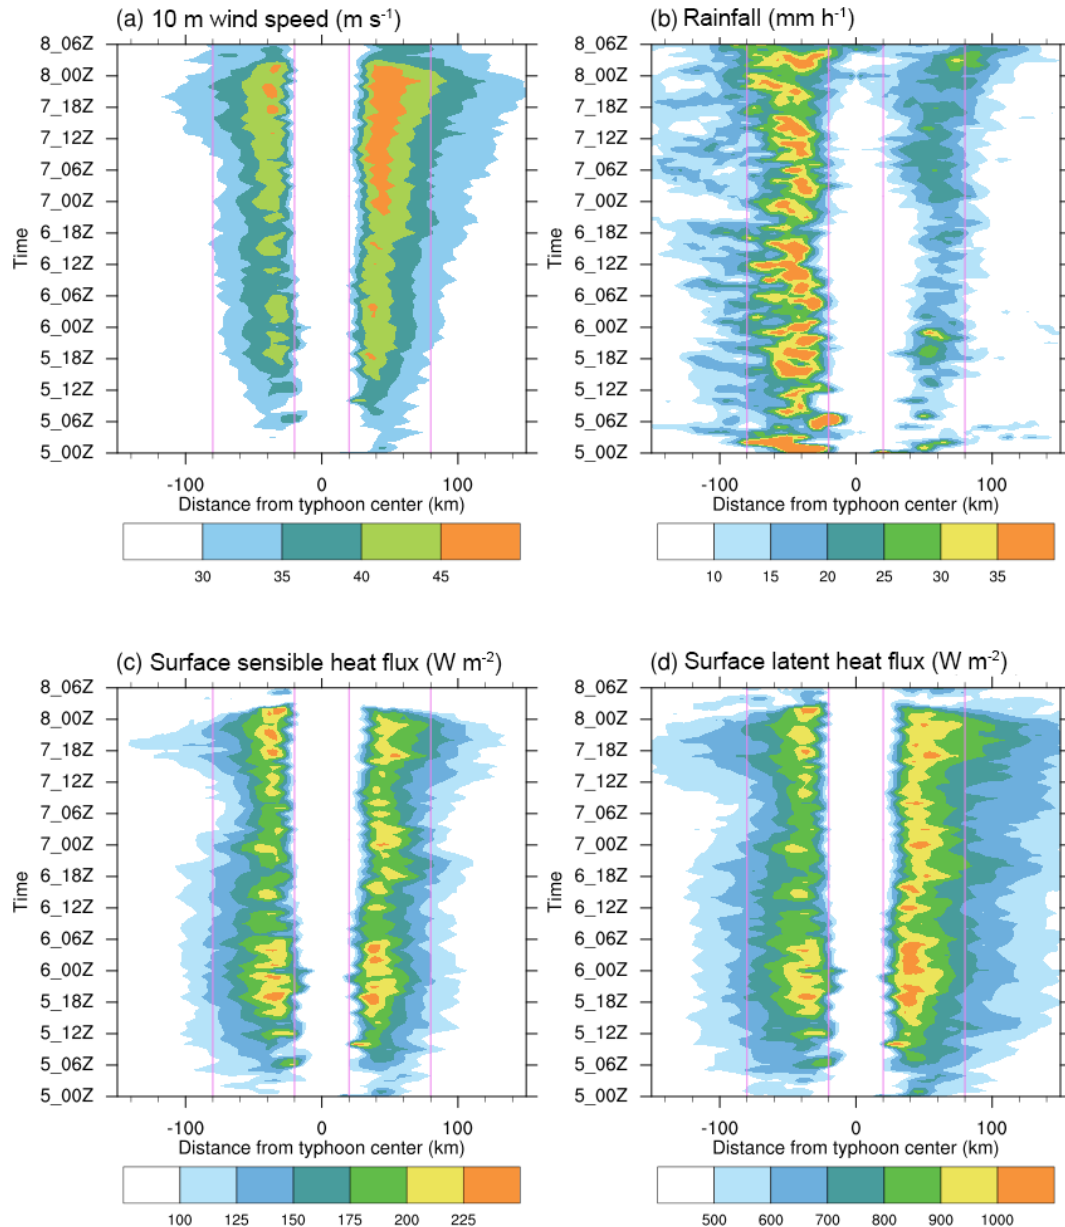 (a) 10 m wind speed (m s-1)
(b) Rainfall (mm h-1)
8_06Z
8_00Z
7_18Z
7_12Z
7_06Z
7_00Z
6_18Z
6_12Z
6_06Z
6_00Z
5_18Z
5_12Z
5_06Z
5_00Z
Time
-100 0 100
Distance from typhoon center (km)
30 35 40 45
8_06Z
8_00Z
7_18Z
7_12Z
7_06Z
7_00Z
6_18Z
6_12Z
6_06Z
6_00Z
5_18Z
5_12Z
5_06Z
5_00Z
Time
-100 0 100
Distance from typhoon center (km)
10 15 20 25 30 35
(c) Surface sensible heat flux (W m-2)
(d) Surface latent heat flux (W m-2)
8_06Z
8_00Z
7_18Z
7_12Z
7_06Z
7_00Z
6_18Z
6_12Z
6_06Z
6_00Z
5_18Z
5_12Z
5_06Z
5_00Z
Time
-100 0 100
Distance from typhoon center (km)
100 125 150 175 200 225
8_06Z
8_00Z
7_18Z
7_12Z
7_06Z
7_00Z
6_18Z
6_12Z
6_06Z
6_00Z
5_18Z
5_12Z
5_06Z
5_00Z
Time
-100 0 100
Distance from typhoon center (km)
500 600 700 800 900 1000